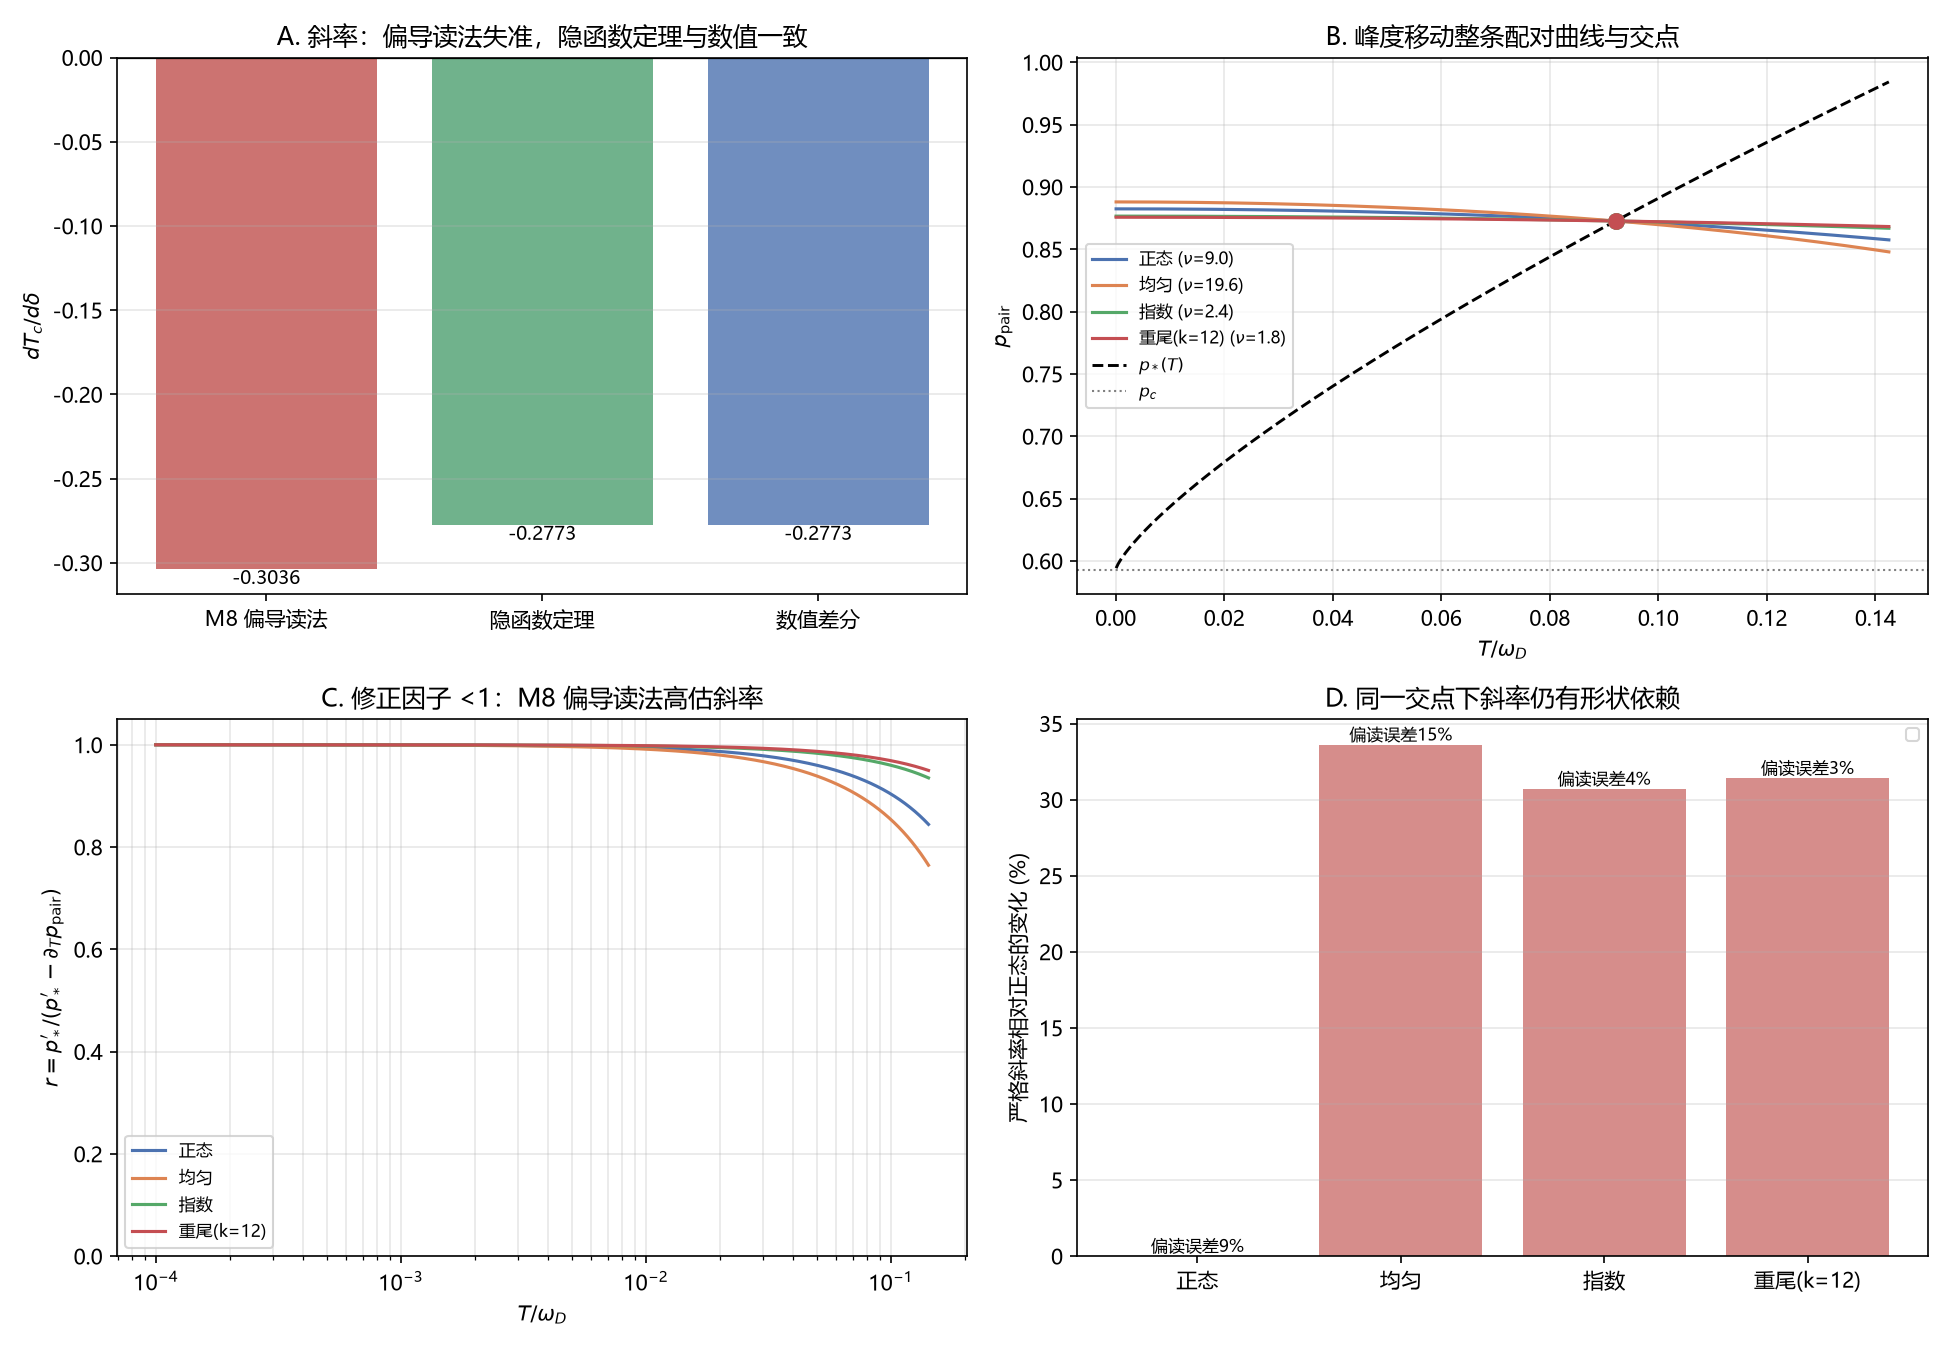 A. 斜率：偏导读法失准，隐函数定理与数值一致
0.00
-0.05
-0.10
-0.15
-0.20
-0.25
-0.30
dT_c/dδ
-0.3036
-0.2773
-0.2773
M8 偏导读法
隐函数定理
数值差分
B. 峰度移动整条配对曲线与交点
1.00
0.95
0.90
0.85
0.80
0.75
0.70
0.65
0.60
p_pair
正态 (ν=9.0)
均匀 (ν=19.6)
指数 (ν=2.4)
重尾(k=12) (ν=1.8)
p_*(T)
p_c
0.00
0.02
0.04
0.06
0.08
0.10
0.12
0.14
T/ω_D
C. 修正因子 <1：M8 偏导读法高估斜率
1.0
0.8
0.6
0.4
0.2
0.0
r = p′_*/(p′_* − ∂_T p_pair)
正态
均匀
指数
重尾(k=12)
10⁻⁴
10⁻³
10⁻²
10⁻¹
T/ω_D
D. 同一交点下斜率仍有形状依赖
35
30
25
20
15
10
5
0
严格斜率相对正态的变化 (%)
偏读误差9%
偏读误差15%
偏读误差4%
偏读误差3%
正态
均匀
指数
重尾(k=12)